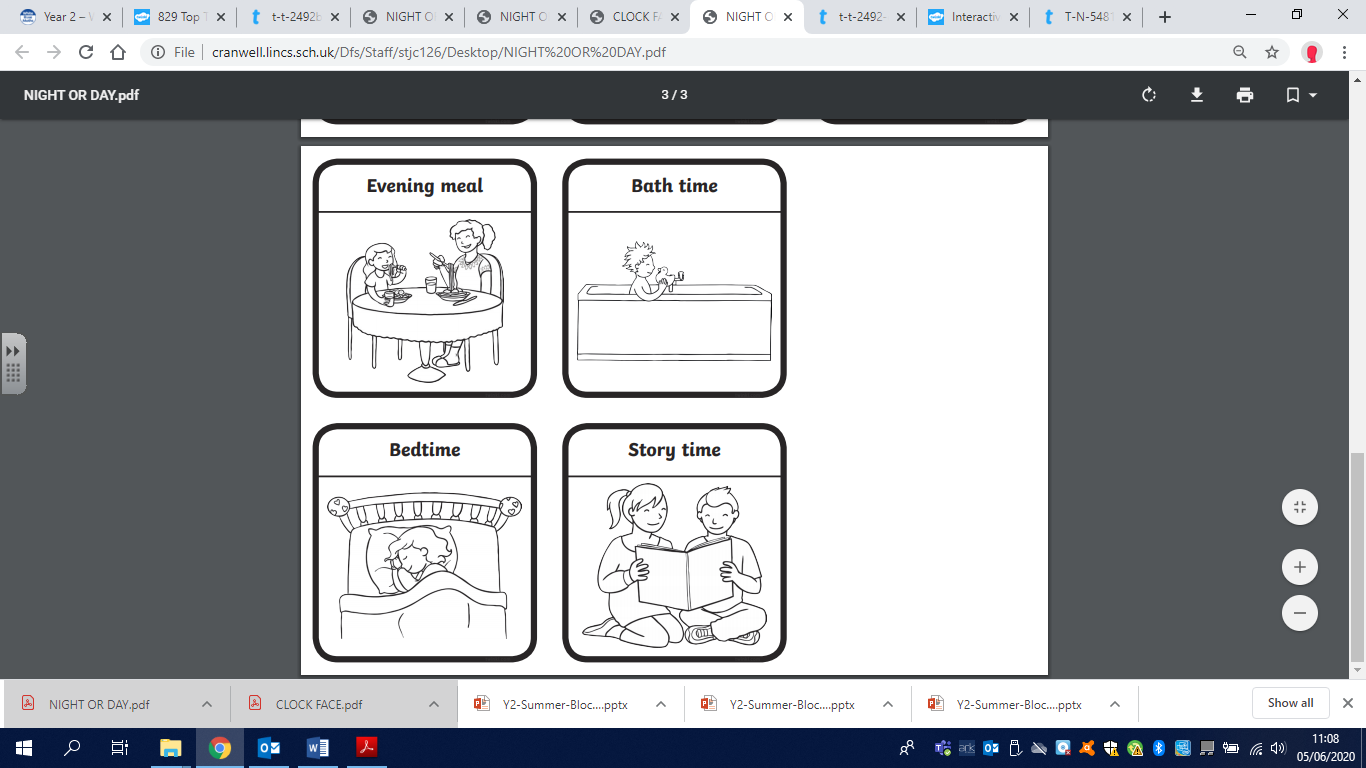 Year 2 – W
829 Top T
t-t-2492b
NIGHT O
NIGHT O
CLOCK FA
NIGHT O
t-t-2492-
Interactiv
T-N-5481
File
cranwell.lincs.sch.uk/Dfs/Staff/stjc126/Desktop/NIGHT%20OR%20DAY.pdf
NIGHT OR DAY.pdf
3 / 3
Evening meal
Bath time
Bedtime
Story time
NIGHT OR DAY.pdf
CLOCK FACE.pdf
Y2-Summer-Bloc....pptx
Y2-Summer-Bloc....pptx
Y2-Summer-Bloc....pptx
Show all
ark
11:08
05/06/2020